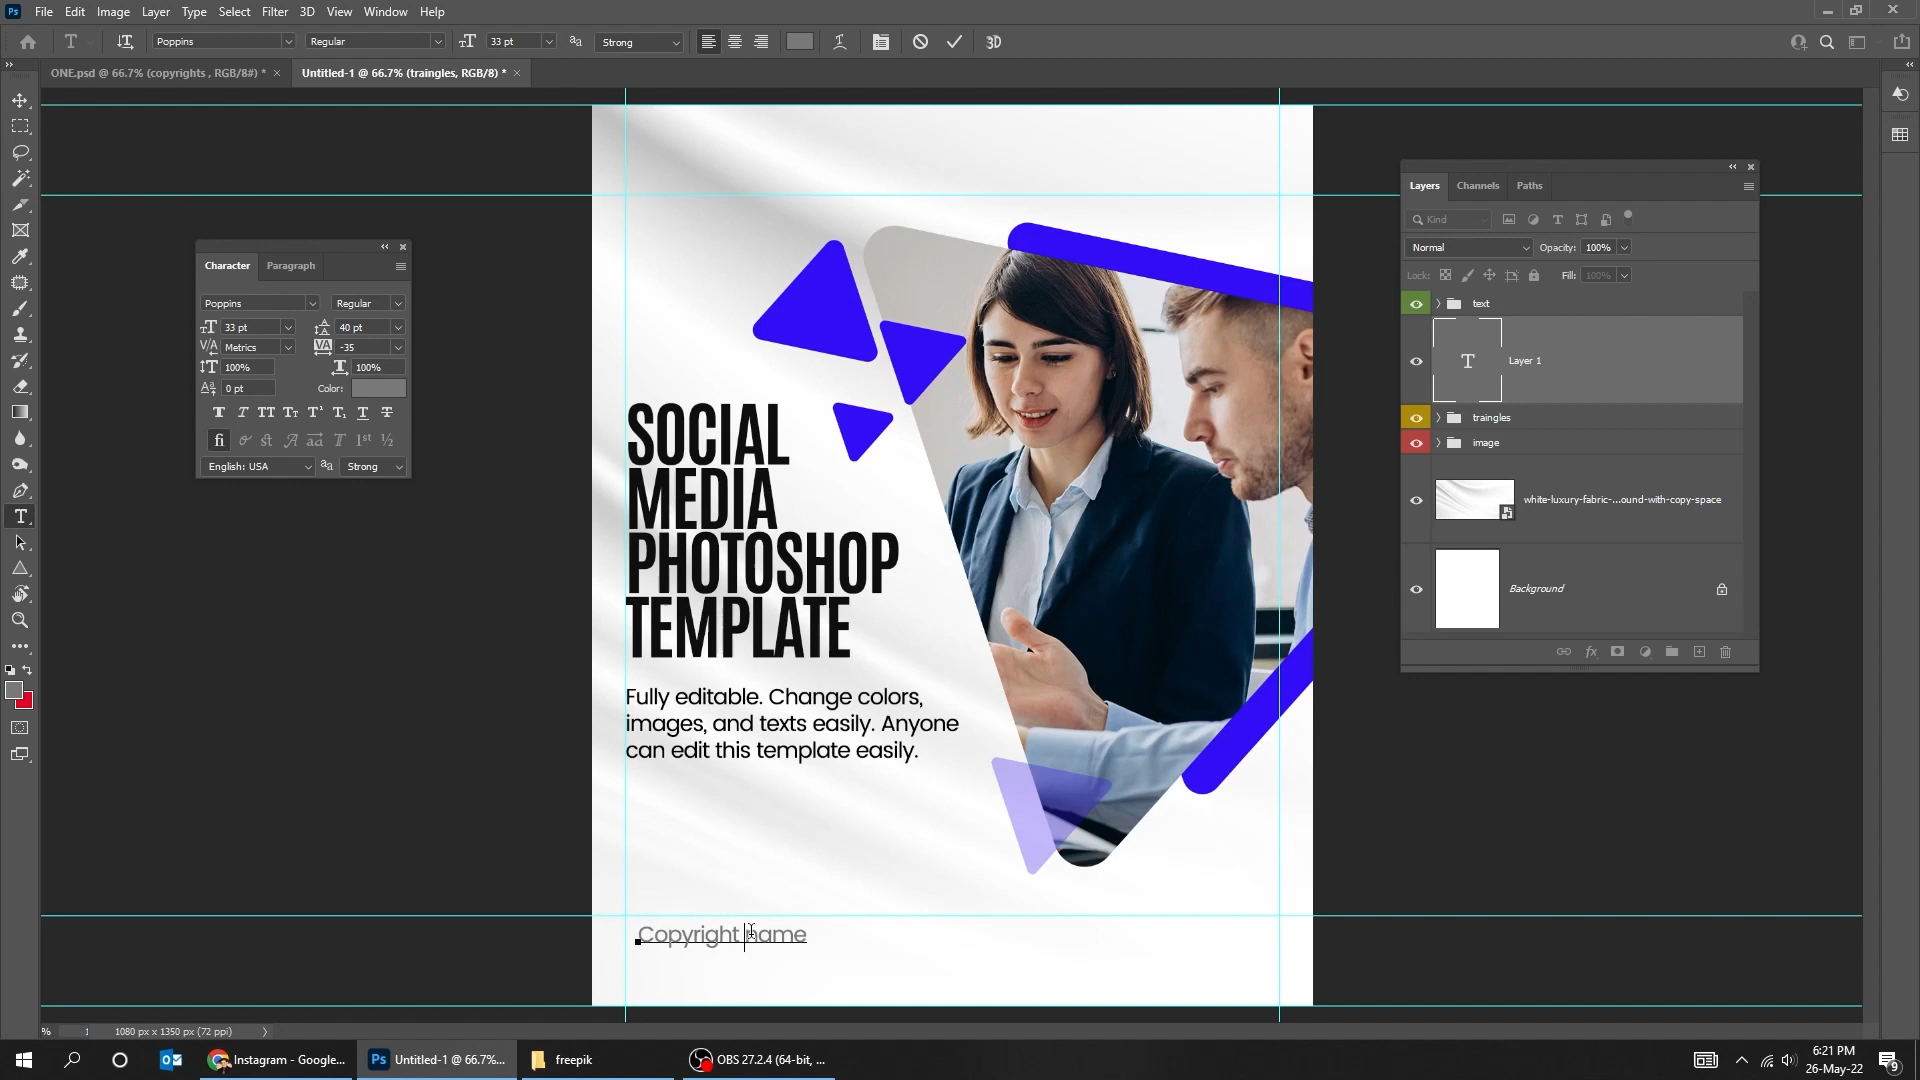 Ps File Edit Image Layer Type Select Filter 3D View Window Help
Poppins Regular 33 pt Strong 3D
ONE.psd @ 66.7% (copyrights , RGB/8#) * × Untitled-1 @ 66.7% (traingles, RGB/8) * ×
Layers Channels Paths
Kind
Normal Opacity: 100%
Lock: Fill: 100%
text
Layer 1
traingles
image
white-luxury-fabric-...ound-with-copy-space
Background
Character Paragraph
Poppins Regular
33 pt 40 pt
Metrics -35
100% 100%
0 pt Color:
English: USA Strong
SOCIAL
MEDIA
PHOTOSHOP
TEMPLATE
Fully editable. Change colors,
images, and texts easily. Anyone
can edit this template easily.
Copyright name
% 1 1080 px x 1350 px (72 ppi)
Instagram - Google... Untitled-1 @ 66.7%... freepik OBS 27.2.4 (64-bit, ...
6:21 PM
26-May-22
9